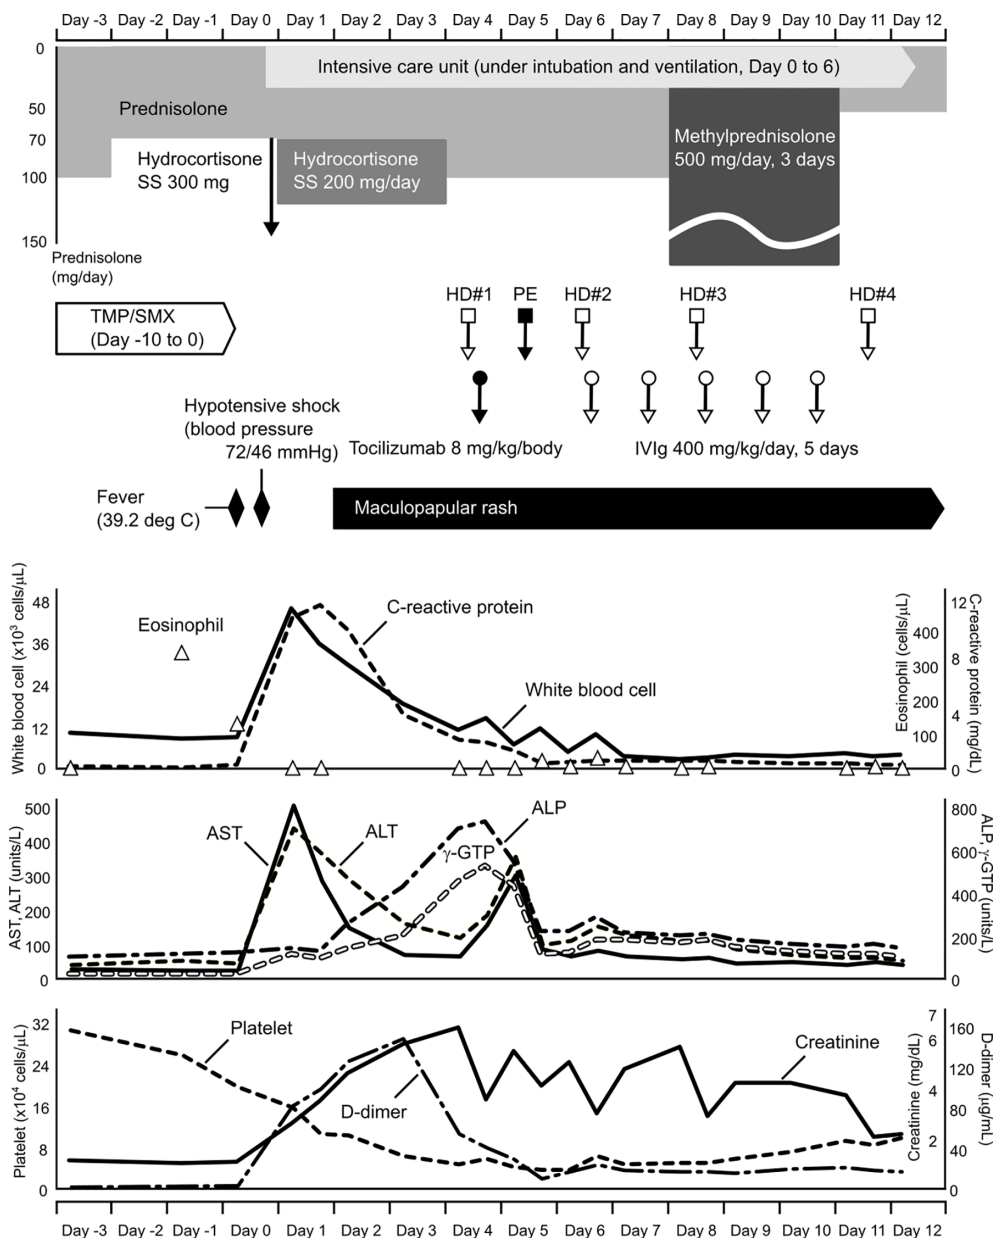 Day -3 Day -2 Day -1 Day 0 Day 1 Day 2 Day 3 Day 4 Day 5 Day 6 Day 7 Day 8 Day 9 Day 10 Day 11 Day 12
0
50
70
100
150
Prednisolone
(mg/day)
Intensive care unit (under intubation and ventilation, Day 0 to 6)
Prednisolone
Hydrocortisone
SS 300 mg
Hydrocortisone
SS 200 mg/day
Methylprednisolone
500 mg/day, 3 days
HD#1 PE HD#2 HD#3 HD#4
TMP/SMX
(Day -10 to 0)
Hypotensive shock
(blood pressure
72/46 mmHg)
Tocilizumab 8 mg/kg/body
IVIg 400 mg/kg/day, 5 days
Fever
(39.2 deg C)
Maculopapular rash
White blood cell (x10³ cells/μL)
48
36
24
12
0
Eosinophil
C-reactive protein
White blood cell
Eosinophil (cells/μL)
400
300
200
100
C-reactive protein (mg/dL)
12
8
4
0
AST, ALT (units/L)
500
400
300
200
100
0
AST
ALT
γ-GTP
ALP
ALP, γ-GTP (units/L)
800
600
400
200
0
Platelet (x10⁴ cells/μL)
32
24
16
8
0
Platelet
D-dimer
Creatinine
Creatinine (mg/dL)
7
6
4
2
D-dimer (μg/mL)
160
120
80
40
0
Day -3 Day -2 Day -1 Day 0 Day 1 Day 2 Day 3 Day 4 Day 5 Day 6 Day 7 Day 8 Day 9 Day 10 Day 11 Day 12